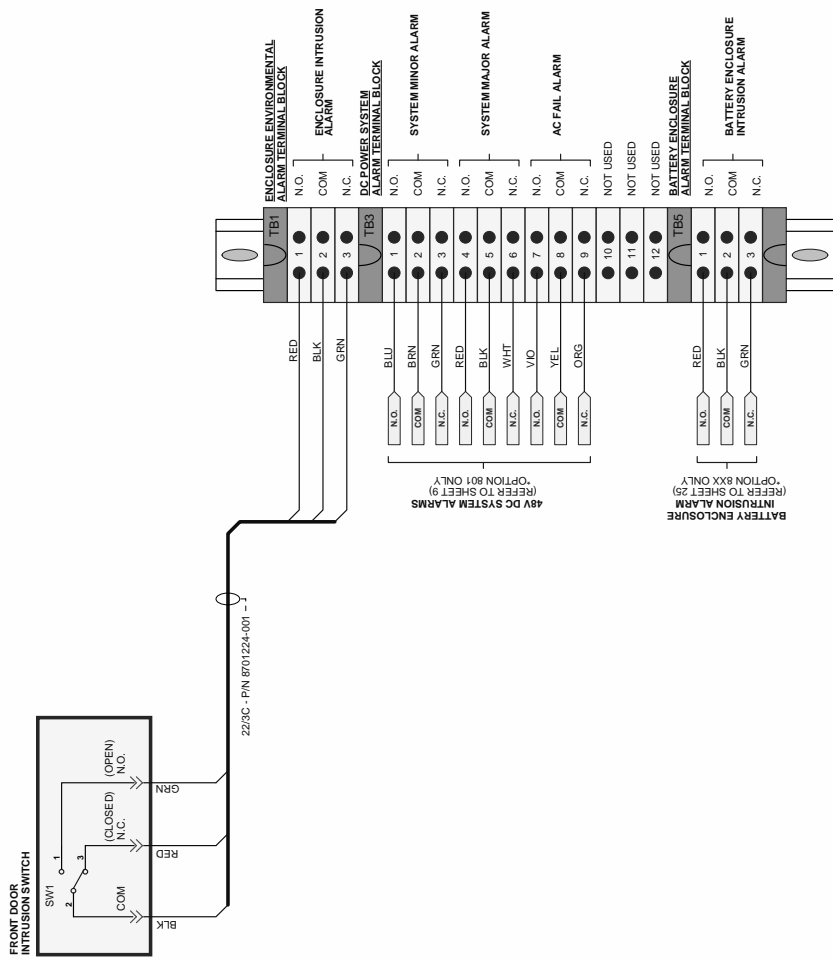 FRONT DOOR
INTRUSION SWITCH
SW1
1
2
3
COM
(CLOSED)
N.C.
(OPEN)
N.O.
BLK
RED
GRN
22/3C - P/N 8701224-001
ENCLOSURE ENVIRONMENTAL
ALARM TERMINAL BLOCK
TB1
RED
1
N.O.
BLK
2
COM
GRN
3
N.C.
ENCLOSURE INTRUSION
ALARM
DC POWER SYSTEM
ALARM TERMINAL BLOCK
TB3
48V DC SYSTEM ALARMS
(REFER TO SHEET 9)
*OPTION 801 ONLY
N.O.
BLU
1
N.O.
COM
BRN
2
COM
N.C.
GRN
3
N.C.
SYSTEM MINOR ALARM
N.O.
RED
4
N.O.
COM
BLK
5
COM
N.C.
WHT
6
N.C.
SYSTEM MAJOR ALARM
N.O.
VIO
7
N.O.
COM
YEL
8
COM
N.C.
ORG
9
N.C.
AC FAIL ALARM
10
NOT USED
11
NOT USED
12
NOT USED
BATTERY ENCLOSURE
ALARM TERMINAL BLOCK
TB5
BATTERY ENCLOSURE
INTRUSION ALARM
(REFER TO SHEET 25)
*OPTION 8XX ONLY
N.O.
RED
1
N.O.
COM
BLK
2
COM
N.C.
GRN
3
N.C.
BATTERY ENCLOSURE
INTRUSION ALARM